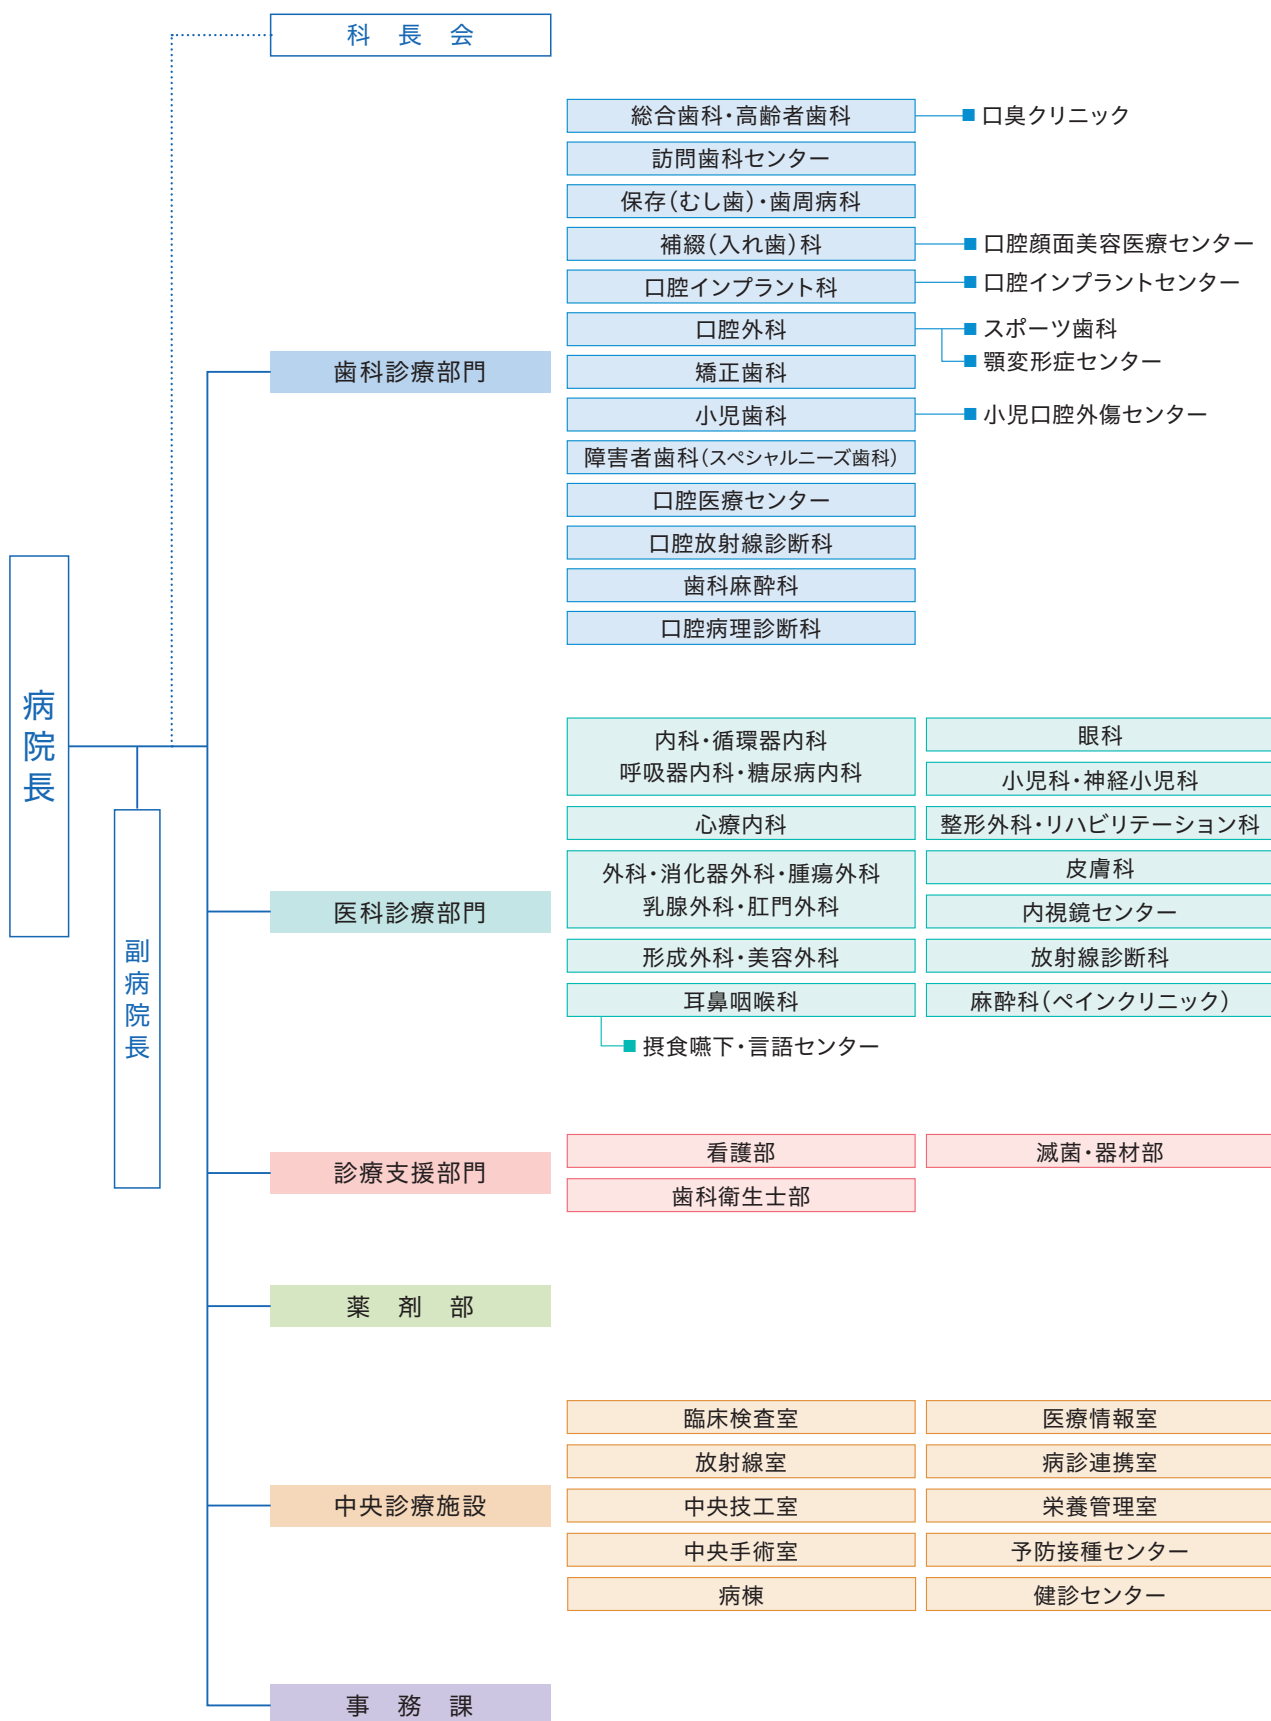 科 長 会
総合歯科・高齢者歯科
口臭クリニック
訪問歯科センター
保存(むし歯)・歯周病科
補綴(入れ歯)科
口腔顔面美容医療センター
口腔インプラント科
口腔インプラントセンター
口腔外科
スポーツ歯科
顎変形症センター
歯科診療部門
矯正歯科
小児歯科
小児口腔外傷センター
障害者歯科(スペシャルニーズ歯科)
口腔医療センター
口腔放射線診断科
歯科麻酔科
口腔病理診断科
病院長
副病院長
医科診療部門
内科・循環器内科
呼吸器内科・糖尿病内科
心療内科
外科・消化器外科・腫瘍外科
乳腺外科・肛門外科
形成外科・美容外科
耳鼻咽喉科
摂食嚥下・言語センター
眼科
小児科・神経小児科
整形外科・リハビリテーション科
皮膚科
内視鏡センター
放射線診断科
麻酔科(ペインクリニック)
診療支援部門
看護部
歯科衛生士部
滅菌・器材部
薬 剤 部
中央診療施設
臨床検査室
放射線室
中央技工室
中央手術室
病棟
医療情報室
病診連携室
栄養管理室
予防接種センター
健診センター
事 務 課